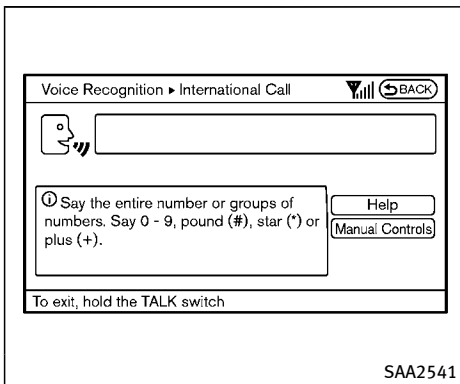 Voice Recognition ▸ International Call
BACK
Say the entire number or groups of
numbers. Say 0 - 9, pound (#), star (*) or
plus (+).
Help
Manual Controls
To exit, hold the TALK switch
SAA2541